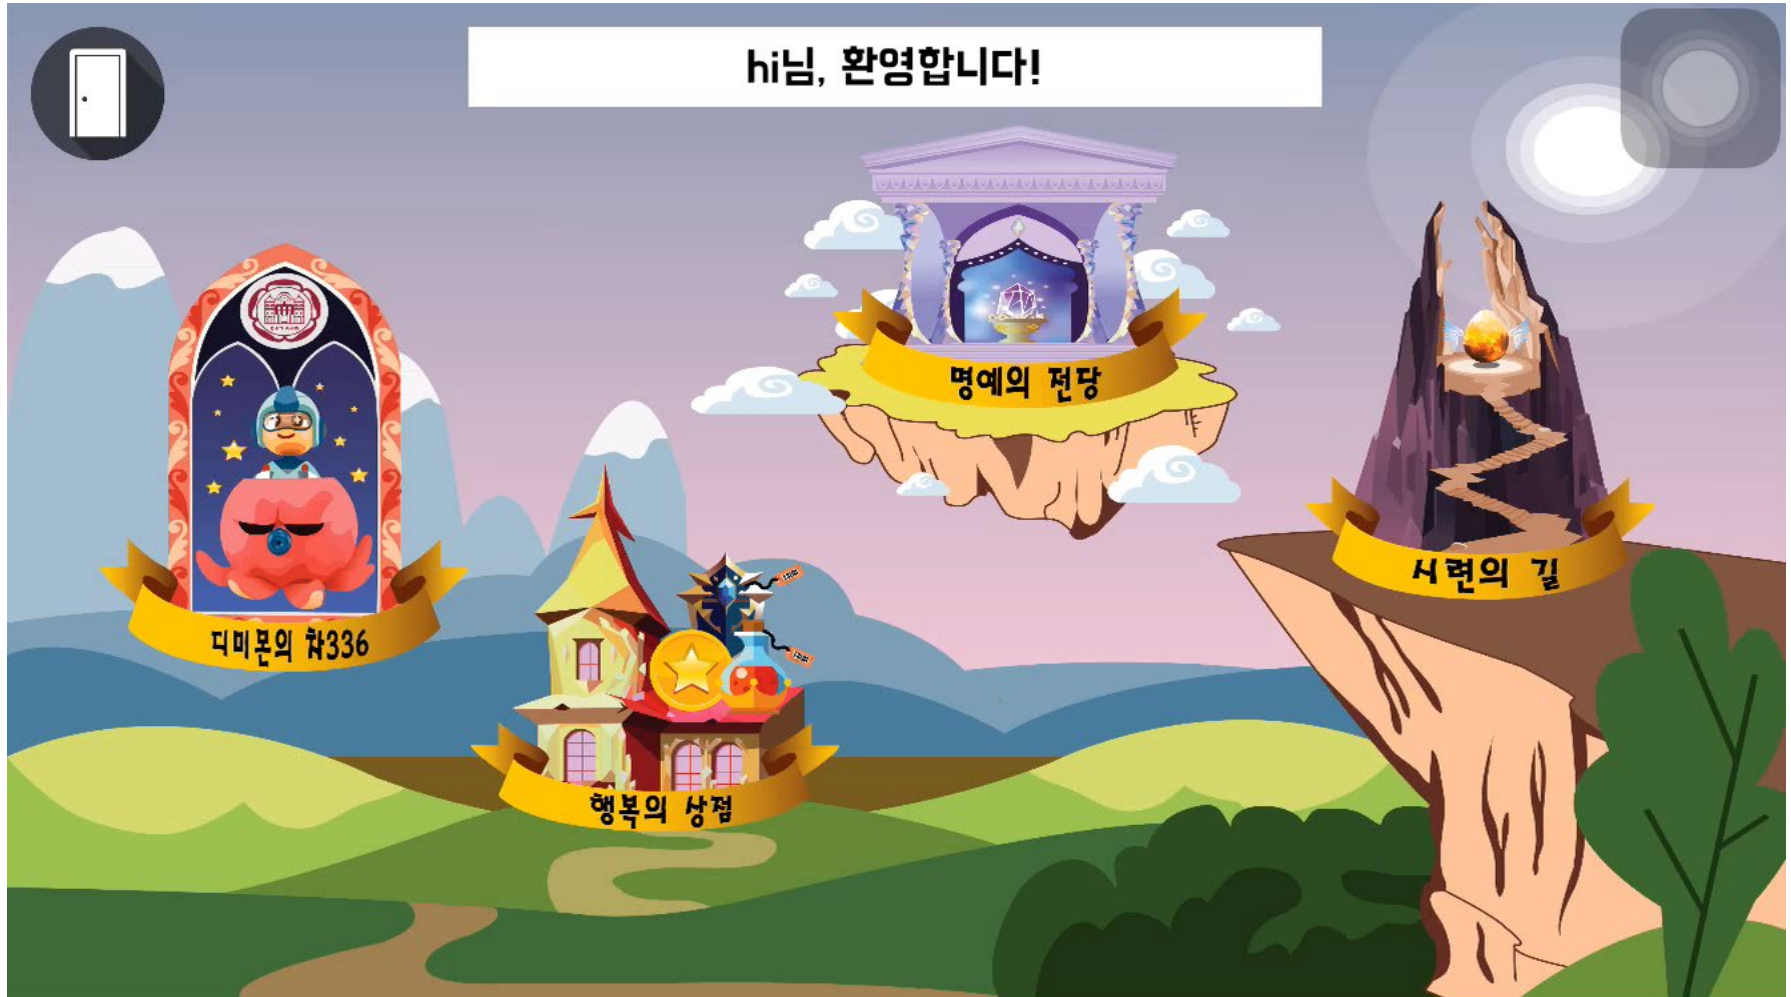 hi님, 환영합니다!
명예의 전당
시련의 길
디미몬의 차336
행복의 상점